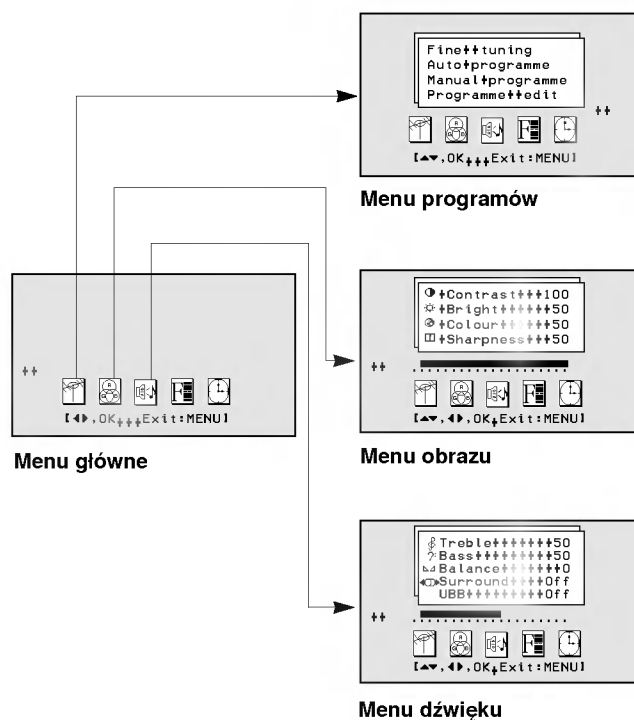 Fine‡‡tuning
Auto‡programme
Manual‡programme
Programme‡‡edit
‡‡
[▲▼,OK‡‡‡Exit:MENU]
Menu programów
‡Contrast‡‡‡100
‡Bright‡‡‡‡‡‡50
‡Colour‡‡‡‡‡‡50
‡Sharpness‡‡‡50
‡‡
[▲▼,◀▶,OK‡Exit:MENU]
Menu obrazu
‡‡
[◀▶,OK‡‡‡Exit:MENU]
Menu główne
Treble‡‡‡‡‡‡‡50
Bass‡‡‡‡‡‡‡‡‡50
Balance‡‡‡‡‡‡‡0
‡Surround‡‡‡‡Off
UBB‡‡‡‡‡‡‡‡‡Off
‡‡
[▲▼,◀▶,OK‡Exit:MENU]
Menu dźwięku